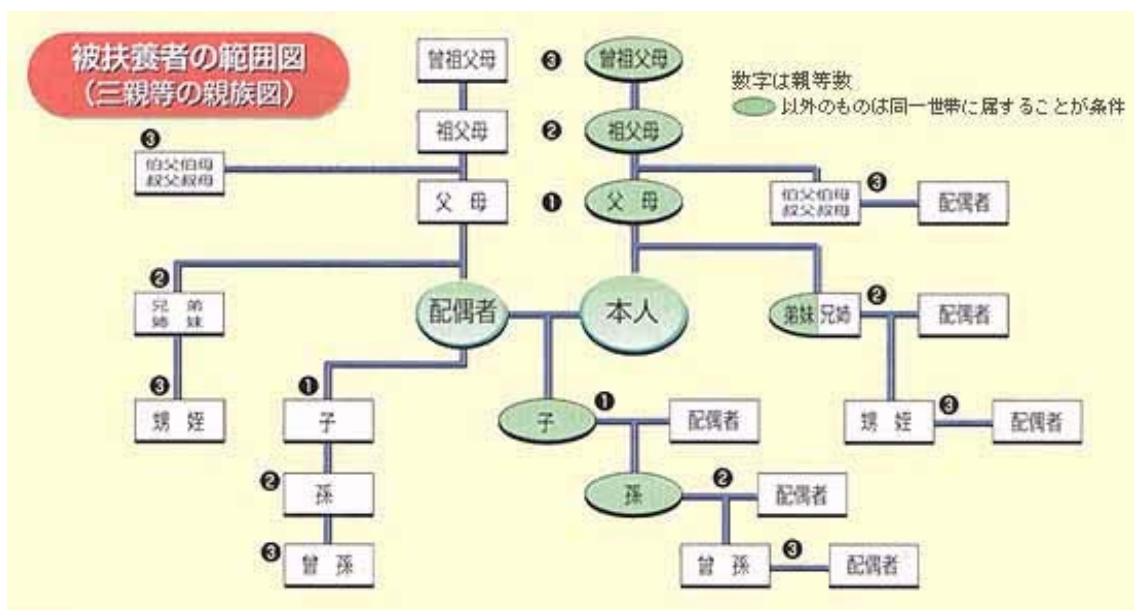 被扶養者の範囲図
（三親等の親族図）
曾祖父母
❸
曾祖父母
数字は親等数
以外のものは同一世帯に属することが条件
祖父母
❷
祖父母
❸
伯父伯母
叔父叔母
父 母
❶
父 母
伯父伯母
叔父叔母
❸
配偶者
❷
兄 弟
姉 妹
配偶者
本人
弟妹
兄姉
❷
配偶者
❸
甥 姪
❶
子
子
❶
配偶者
甥 姪
❸
配偶者
❷
孫
孫
❷
配偶者
❸
曾 孫
曾 孫
❸
配偶者